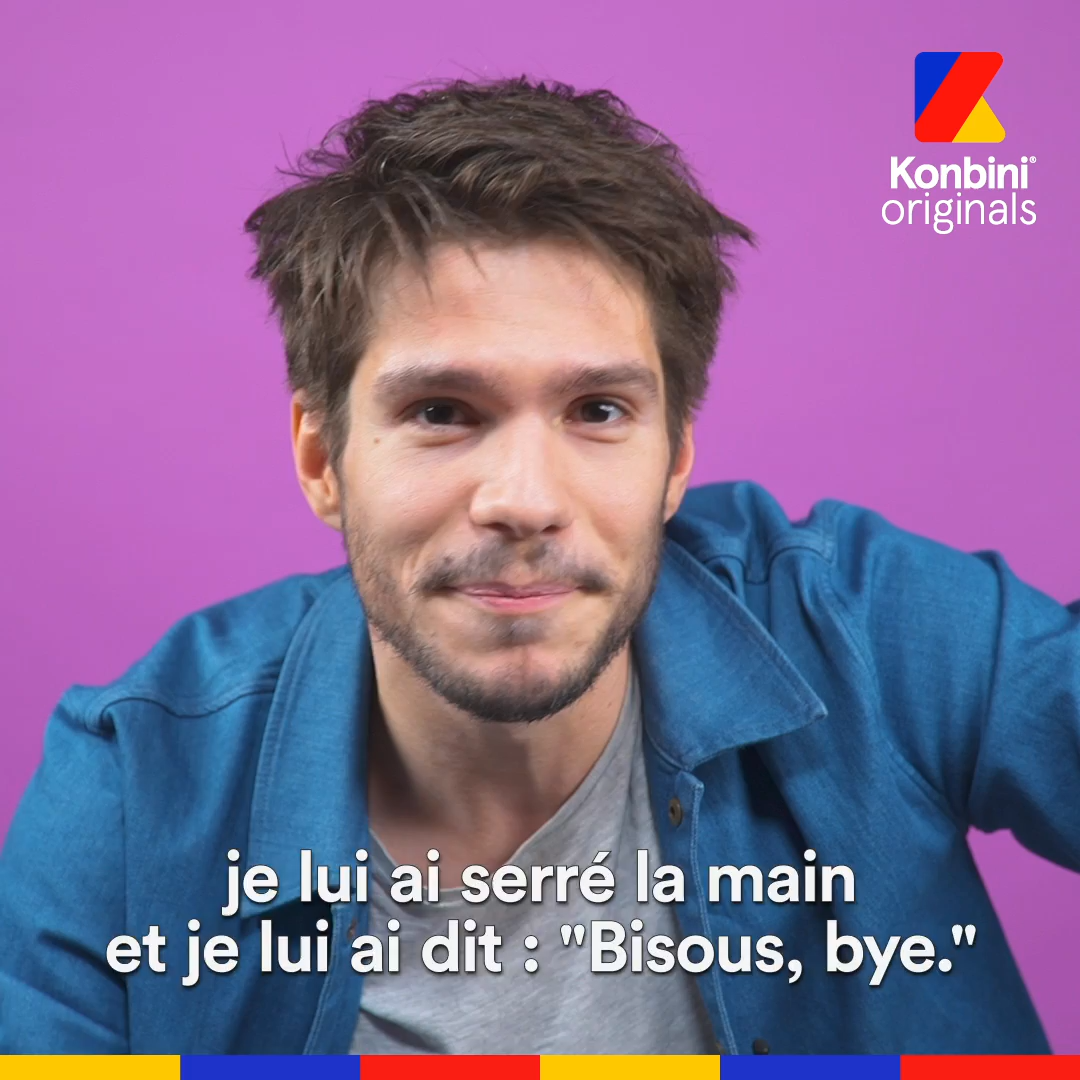 Konbini®
originals
je lui ai serré la main
et je lui ai dit : "Bisous, bye."